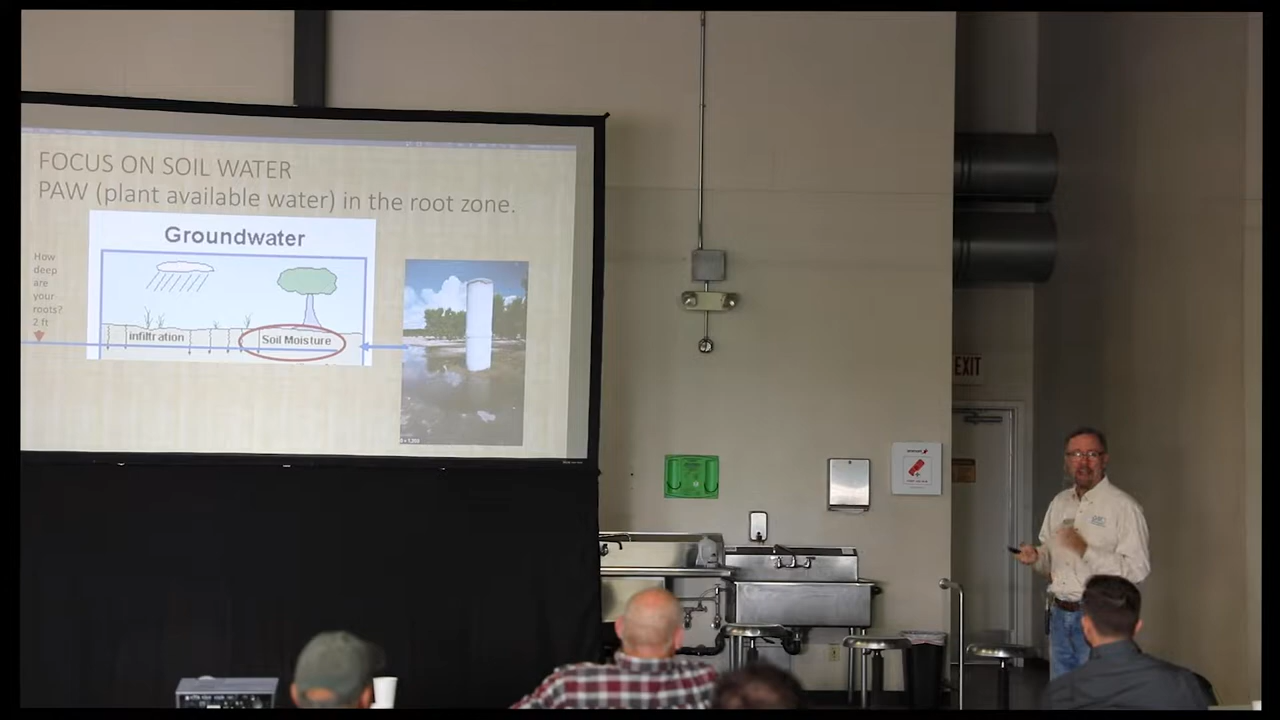 FOCUS ON SOIL WATER
PAW (plant available water) in the root zone.
Groundwater
How
deep
are
your
roots?
2 ft
infiltration
Soil Moisture
EXIT